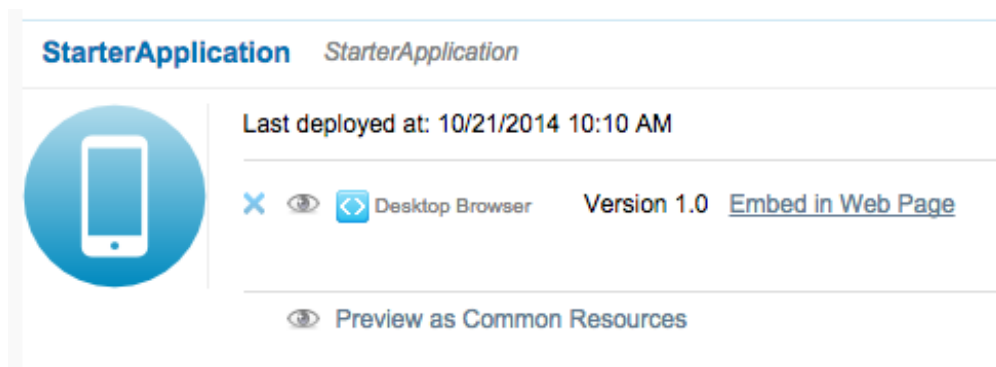 StarterApplication StarterApplication
Last deployed at: 10/21/2014 10:10 AM
Desktop Browser Version 1.0 Embed in Web Page
Preview as Common Resources